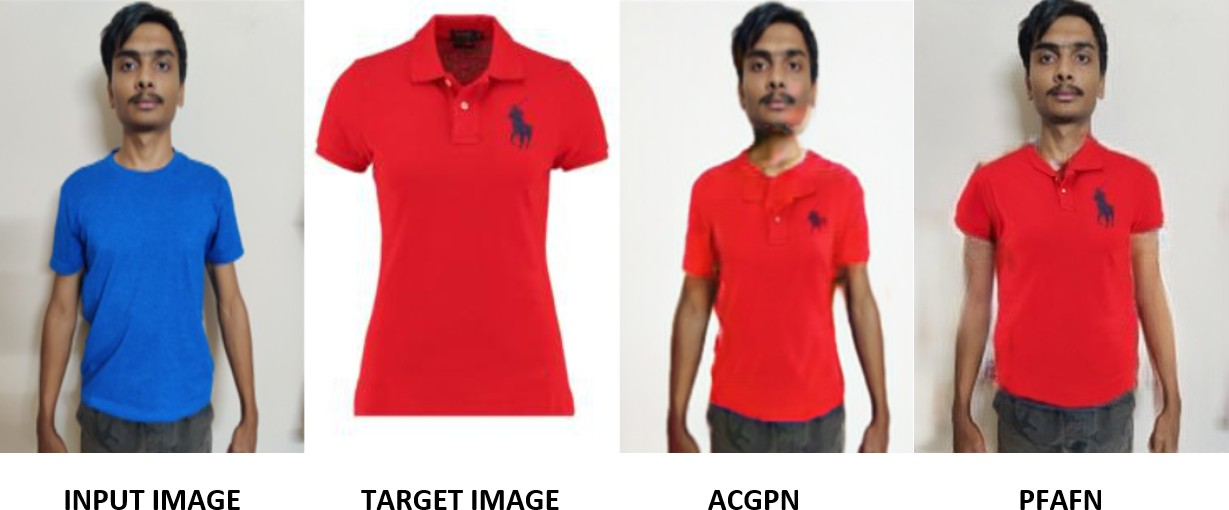 INPUT IMAGE
TARGET IMAGE
ACGPN
PFAFN